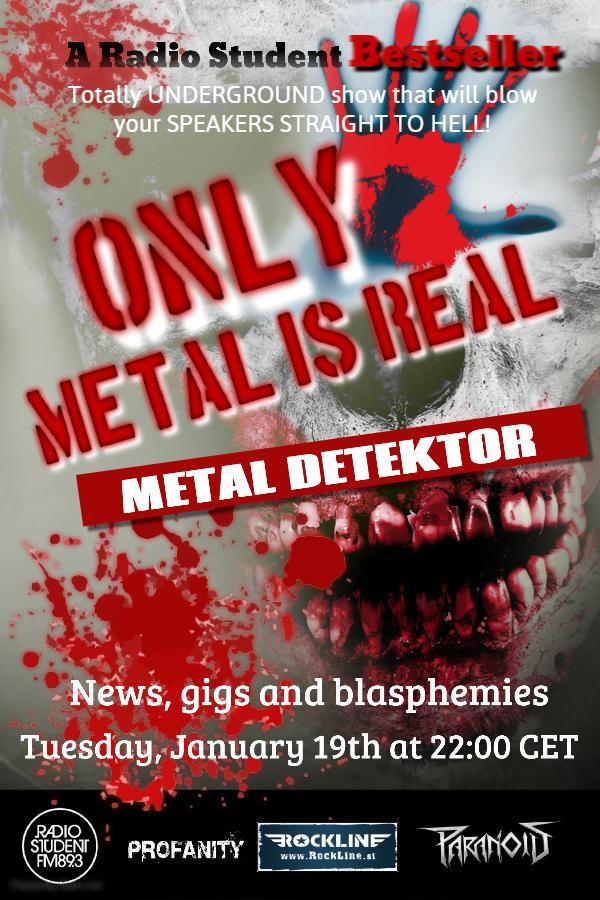 A Radio Student Bestseller
Totally UNDERGROUND show that will blow
your SPEAKERS STRAIGHT TO HELL!
ONLY
METAL IS REAL
METAL DETEKTOR
News, gigs and blasphemies
Tuesday, January 19th at 22:00 CET
RADIO
STUDENT
FM89.3
PROFANITY
ROCKLINE
www.RockLine.si
PARANOID